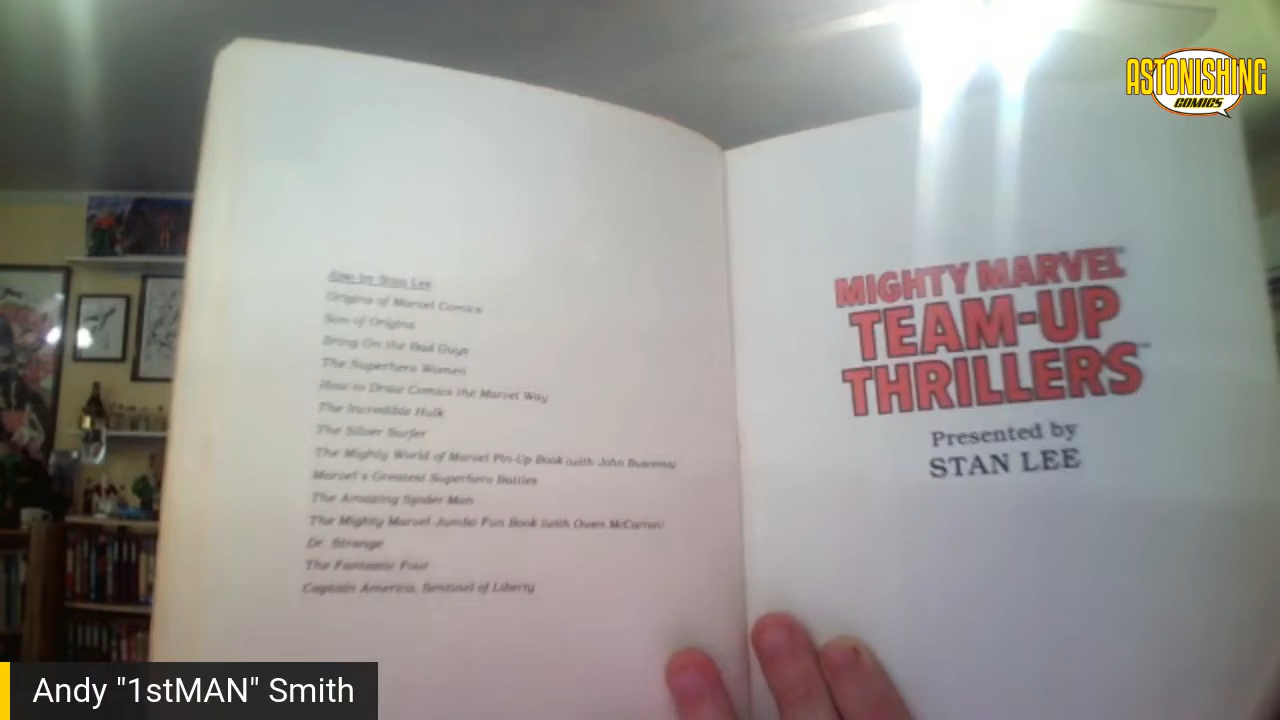 Also by Stan Lee
Origins of Marvel Comics
Son of Origins
Bring On the Bad Guys
The Superhero Women
How to Draw Comics the Marvel Way
The Incredible Hulk
The Silver Surfer
The Mighty World of Marvel Pin-Up Book (with John Buscema)
Marvel's Greatest Superhero Battles
The Amazing Spider Man
The Mighty Marvel Jumbo Fun Book (with Owen McCarron)
Dr. Strange
The Fantastic Four
Captain America, Sentinel of Liberty
MIGHTY MARVEL™
TEAM-UP
THRILLERS™
Presented by
STAN LEE
ASTONISHING
COMICS
Andy "1stMAN" Smith